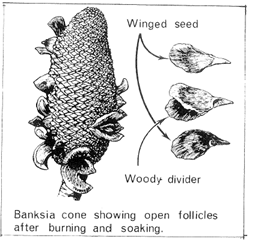 Winged seed
Woody divider
Banksia cone showing open follicles
after burning and soaking.